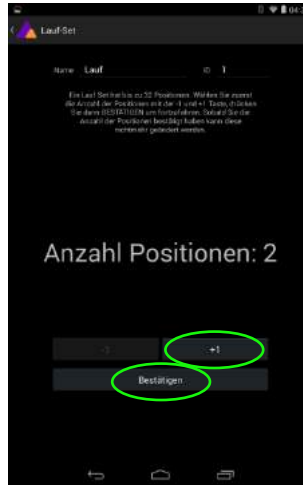 04:2
Lauf-Set
Name Lauf ID 1
Ein Lauf Set hat bis zu 32 Positionen. Wählen Sie zuerst
die Anzahl der Positionen mit der -1 und +1 Taste, drücken
Sie dann BESTÄTIGEN um fortzufahren. Sobald Sie die
Anzahl der Positionen bestätigt haben kann diese
nicht mehr geändert werden.
Anzahl Positionen: 2
-1 +1
Bestätigen